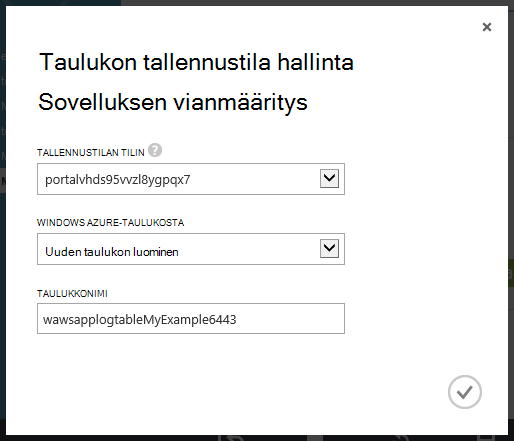 Taulukon tallennustila hallinta
Sovelluksen vianmääritys
TALLENNUSTILAN TILIN ?
portalvhds95vvzl8ygpqx7
WINDOWS AZURE-TAULUKOSTA
Uuden taulukon luominen
TAULUKKONIMI
wawsapplogtableMyExample6443